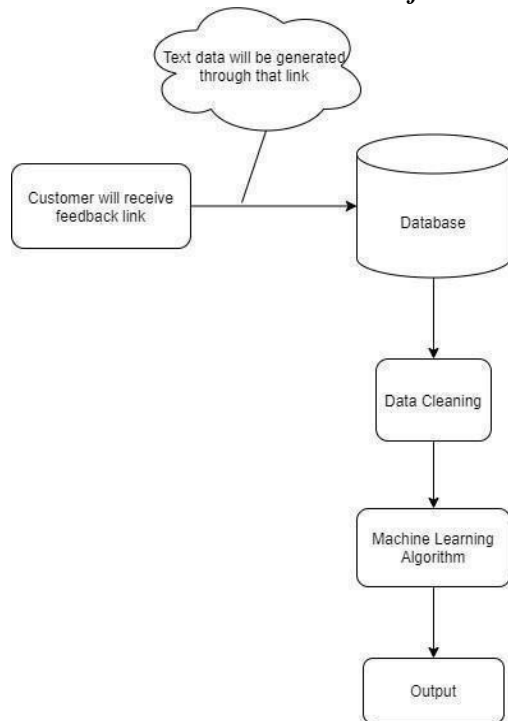 Text data will be generated
through that link
Customer will receive
feedback link
Database
Data Cleaning
Machine Learning
Algorithm
Output